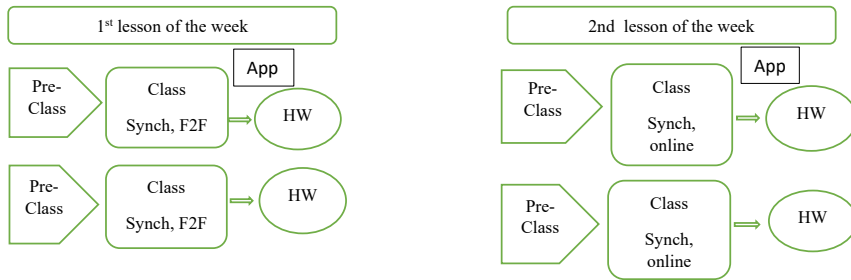 1st lesson of the week
App
Pre-
Class
Class
Synch, F2F
HW
Pre-
Class
Class
Synch, F2F
HW
2nd  lesson of the week
App
Pre-
Class
Class
Synch,
online
HW
Pre-
Class
Class
Synch,
online
HW